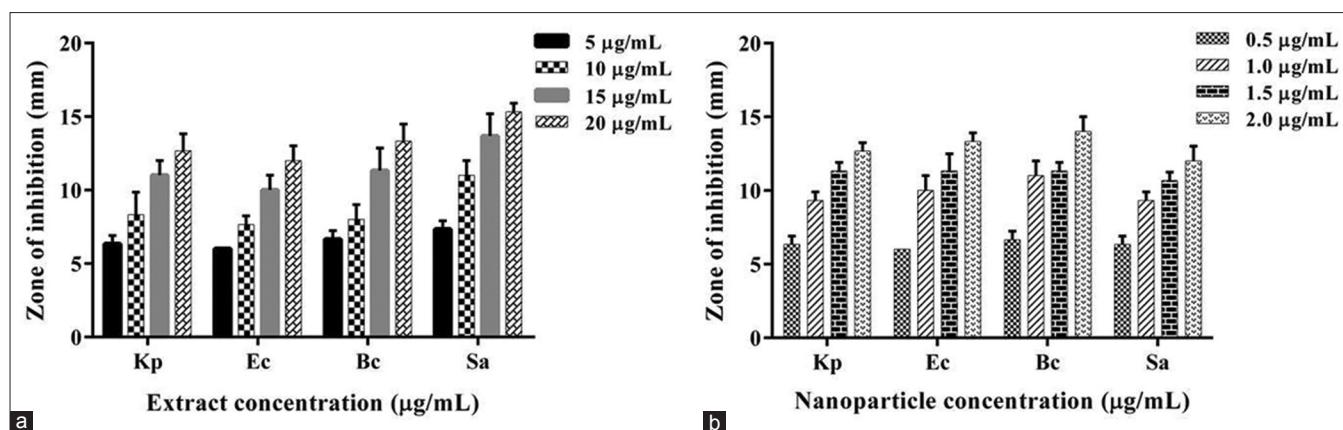 20
15
10
5
0
Zone of inhibition (mm)
5 µg/mL
10 µg/mL
15 µg/mL
20 µg/mL
Kp Ec Bc Sa
Extract concentration (µg/mL)
a
20
15
10
5
0
Zone of inhibition (mm)
0.5 µg/mL
1.0 µg/mL
1.5 µg/mL
2.0 µg/mL
Kp Ec Bc Sa
Nanoparticle concentration (µg/mL)
b